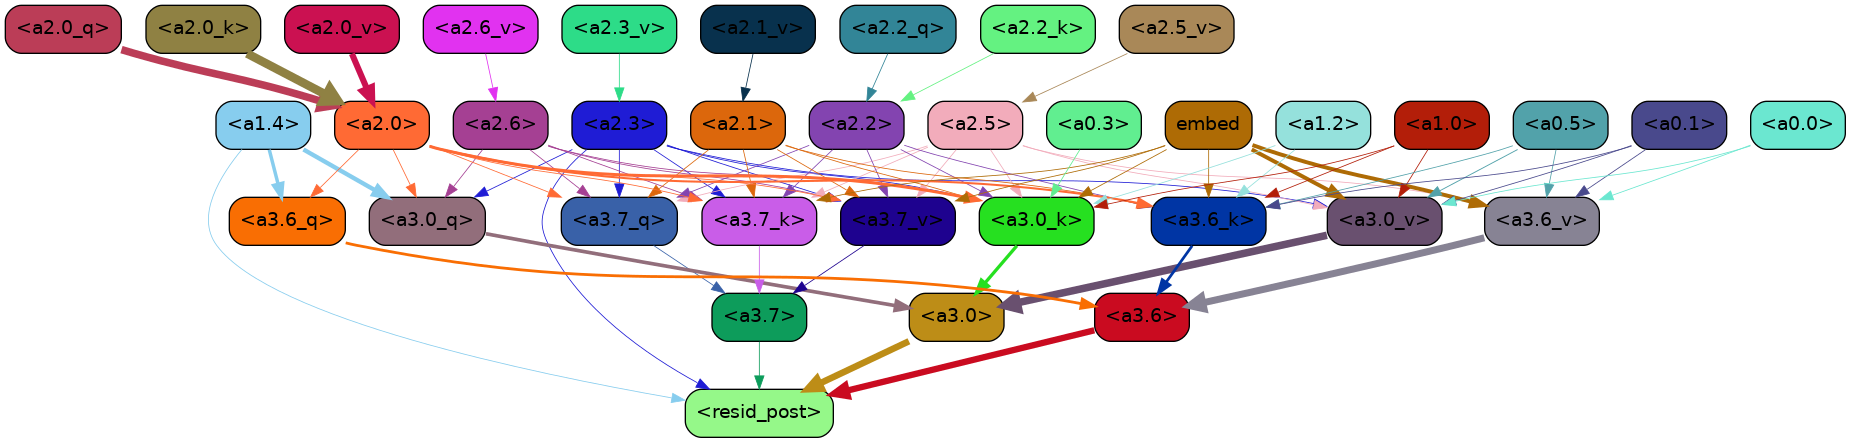 <a2.0_q> <a2.0_k> <a2.0_v> <a2.6_v> <a2.3_v> <a2.1_v> <a2.2_q> <a2.2_k> <a2.5_v>
<a1.4> <a2.0> <a2.6> <a2.3> <a2.1> <a2.2> <a2.5> <a0.3> embed <a1.2> <a1.0> <a0.5> <a0.1> <a0.0>
<a3.6_q> <a3.0_q> <a3.7_q> <a3.7_k> <a3.7_v> <a3.0_k> <a3.6_k> <a3.0_v> <a3.6_v>
<a3.7> <a3.0> <a3.6>
<resid_post>